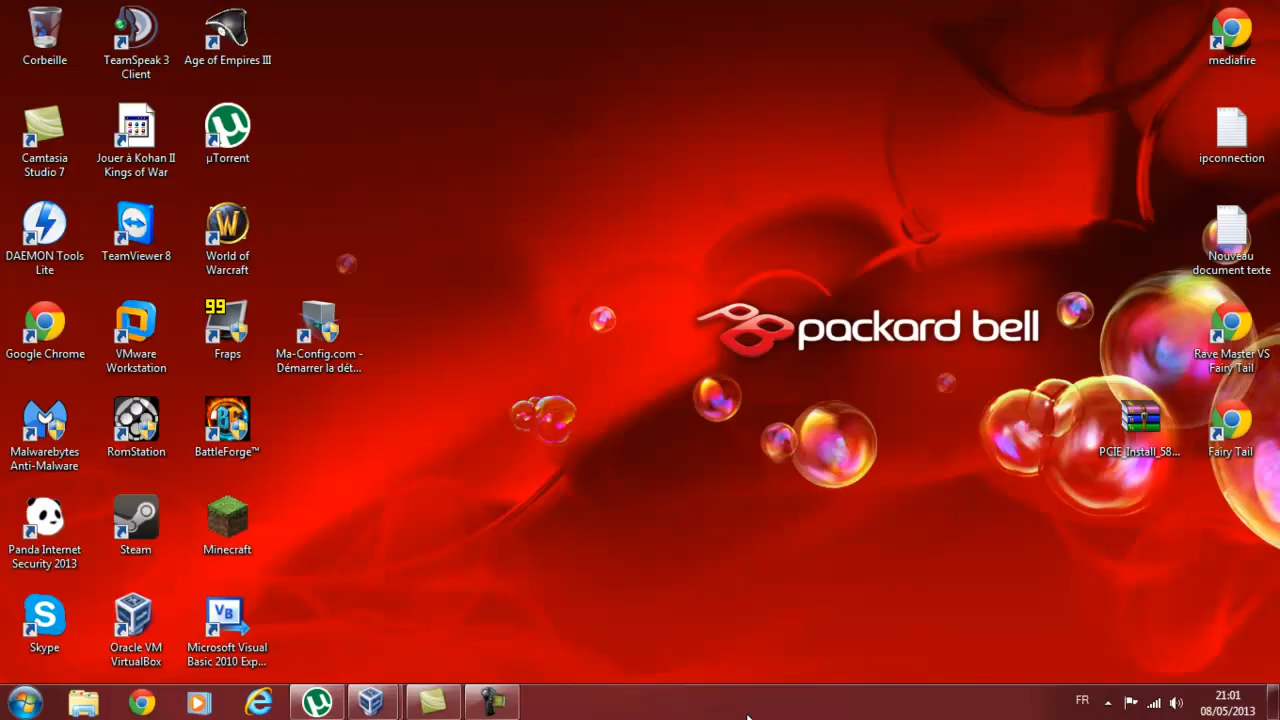 Corbeille
TeamSpeak 3
Client
Age of Empires III
mediafire
Camtasia
Studio 7
Jouer à Kohan II
Kings of War
µTorrent
ipconnection
DAEMON Tools
Lite
TeamViewer 8
World of
Warcraft
Nouveau
document texte
99
Google Chrome
VMware
Workstation
Fraps
Ma-Config.com -
Démarrer la dét...
packard bell
Rave Master VS
Fairy Tail
Malwarebytes
Anti-Malware
RomStation
BattleForge™
PCIE_Install_58...
Fairy Tail
Panda Internet
Security 2013
Steam
Minecraft
VB
Skype
Oracle VM
VirtualBox
Microsoft Visual
Basic 2010 Exp...
FR
21:01
08/05/2013